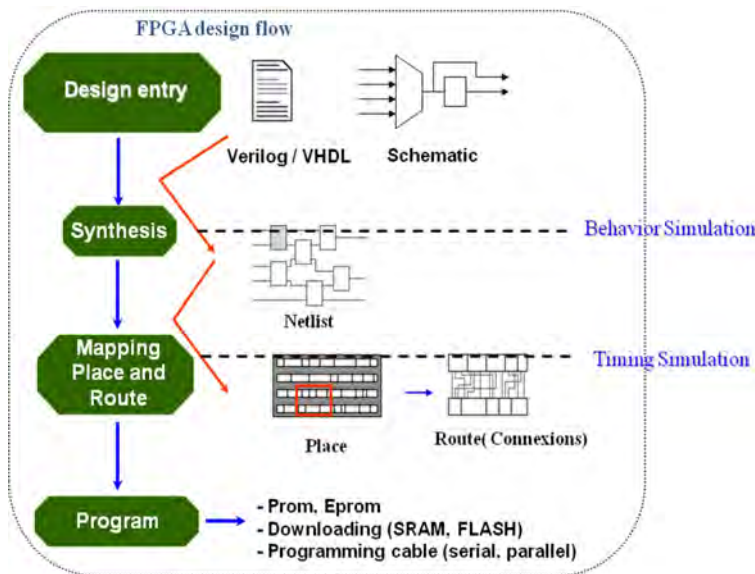 FPGA design flow
Design entry
Verilog / VHDL
Schematic
Synthesis
Behavior Simulation
Netlist
Mapping
Place and
Route
Timing Simulation
Place
Route( Connexions)
Program
- Prom, Eprom
- Downloading (SRAM, FLASH)
- Programming cable (serial, parallel)